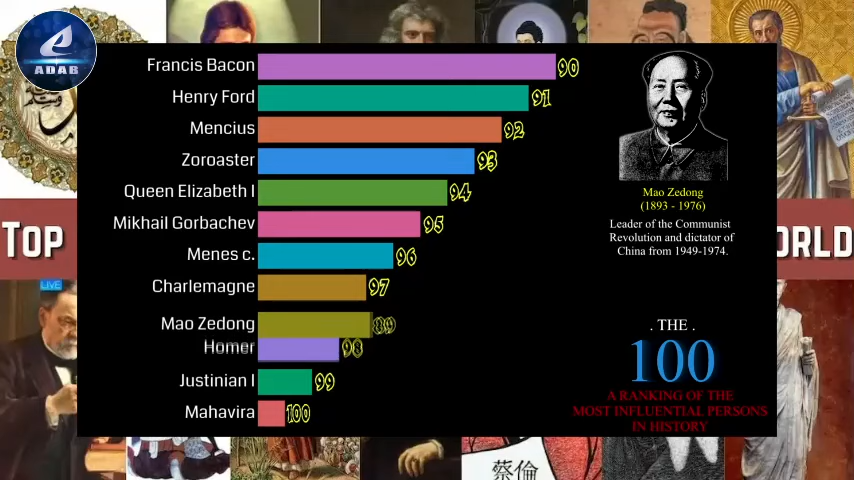 ADAB
Francis Bacon 90
Henry Ford 91
Mencius 92
Zoroaster 93
Queen Elizabeth I 94
Mikhail Gorbachev 95
Menes c. 96
Charlemagne 97
Mao Zedong 89
Homer 98
Justinian I 99
Mahavira 100
Mao Zedong
(1893 - 1976)
Leader of the Communist
Revolution and dictator of
China from 1949-1974.
. THE .
100
A RANKING OF THE
MOST INFLUENTIAL PERSONS
IN HISTORY
TOP
ORLD
LIVE
蔡倫